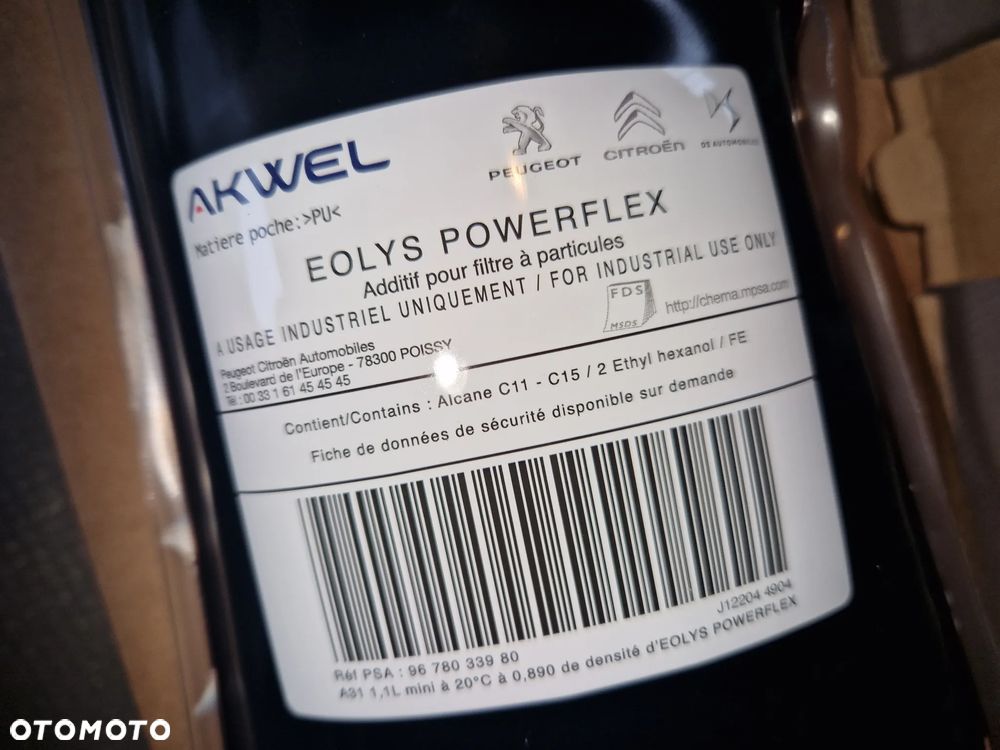 AKWEL
PEUGEOT
CITROËN
DS AUTOMOBILES
Matiere poche:>PU<
EOLYS POWERFLEX
Additif pour filtre à particules
A USAGE INDUSTRIEL UNIQUEMENT / FOR INDUSTRIAL USE ONLY
FDS
MSDS
http://chema.mpsa.com
Peugeot Citroën Automobiles
2 Boulevard de l'Europe - 78300 POISSY
Tél : 00 33 1 61 45 45 45
Contient/Contains : Alcane C11 - C15 / 2 Ethyl hexanol / FE
Fiche de données de sécurité disponible sur demande
J12204 4904
Réf PSA : 96 780 339 80
A31 1,1L mini à 20°C à 0,890 de densité d'EOLYS POWERFLEX
OTOMOTO